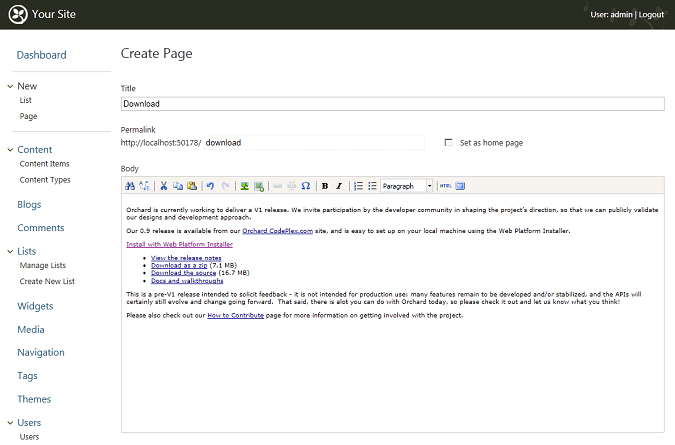 Your Site
User: admin | Logout
Dashboard
New
List
Page
Content
Content Items
Content Types
Blogs
Comments
Lists
Manage Lists
Create New List
Widgets
Media
Navigation
Tags
Themes
Users
Users
Create Page
Title
Download
Permalink
http://localhost:50178/ download
Set as home page
Body
B I Paragraph HTML
Orchard is currently working to deliver a V1 release. We invite participation by the developer community in shaping the project's direction, so that we can publicly validate
our designs and development approach.
Our 0.9 release is available from our Orchard CodePlex.com site, and is easy to set up on your local machine using the Web Platform Installer.
Install with Web Platform Installer
• View the release notes
• Download as a zip (7.1 MB)
• Download the source (16.7 MB)
• Docs and walkthroughs
This is a pre-V1 release intended to solicit feedback - it is not intended for production use; many features remain to be developed and/or stabilized, and the APIs will
certainly still evolve and change going forward. That said, there is alot you can do with Orchard today, so please check it out and let us know what you think!
Please also check out our How to Contribute page for more information on getting involved with the project.